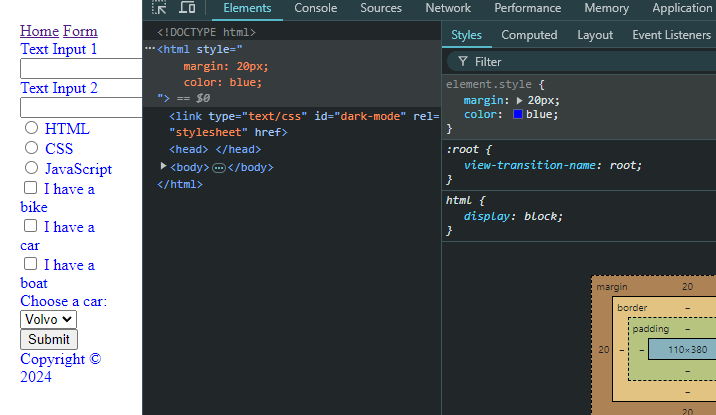 Home Form
Text Input 1
Text Input 2
HTML
CSS
JavaScript
I have a
bike
I have a
car
I have a
boat
Choose a car:
Volvo
Submit
Copyright ©
2024
Elements Console Sources Network Performance Memory Application
<!DOCTYPE html>
<html style="
margin: 20px;
color: blue;
"> == $0
<link type="text/css" id="dark-mode" rel=
"stylesheet" href>
<head> </head>
<body> … </body>
</html>
Styles Computed Layout Event Listeners
Filter
element.style {
margin: 20px;
color: blue;
}
:root {
view-transition-name: root;
}
html {
display: block;
}
margin 20
border –
padding –
20 – – 110×380
–
–
20